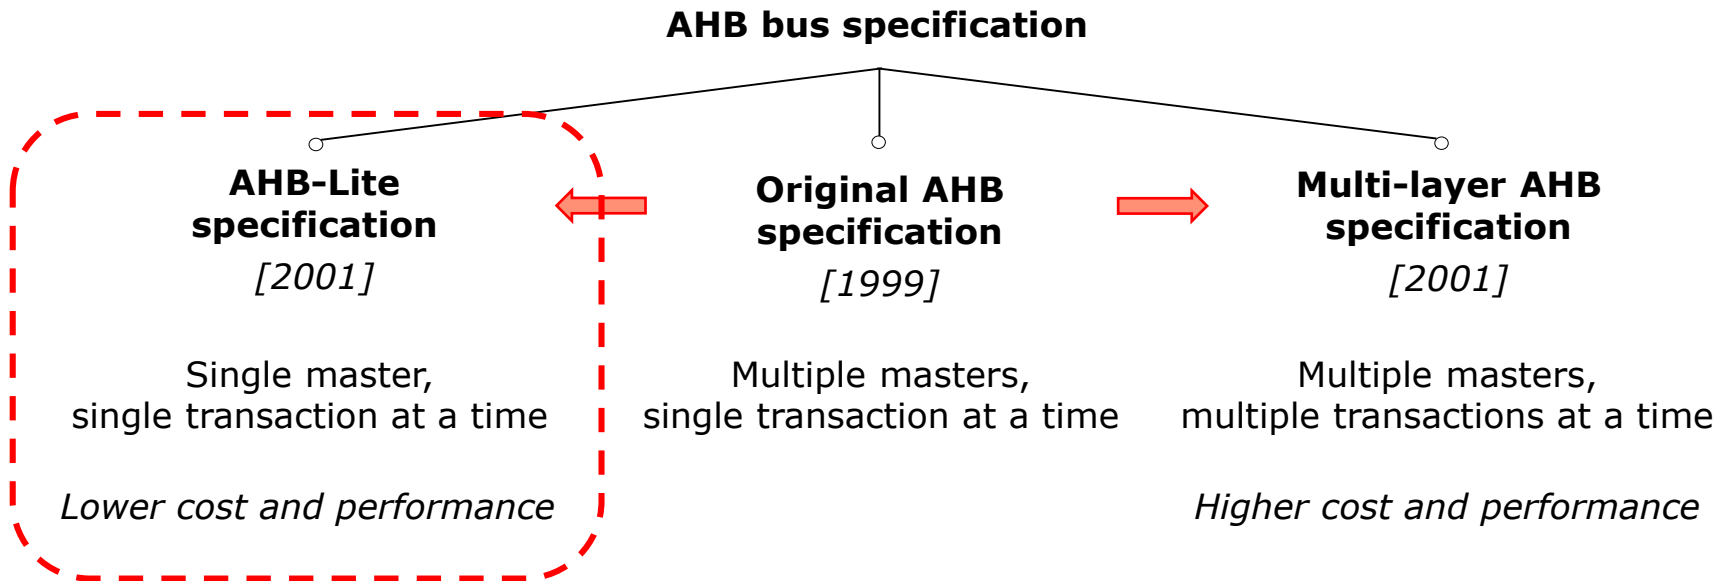 AHB bus specification
AHB-Lite
specification
[2001]
Single master,
single transaction at a time
Lower cost and performance
Original AHB
specification
[1999]
Multiple masters,
single transaction at a time
Multi-layer AHB
specification
[2001]
Multiple masters,
multiple transactions at a time
Higher cost and performance